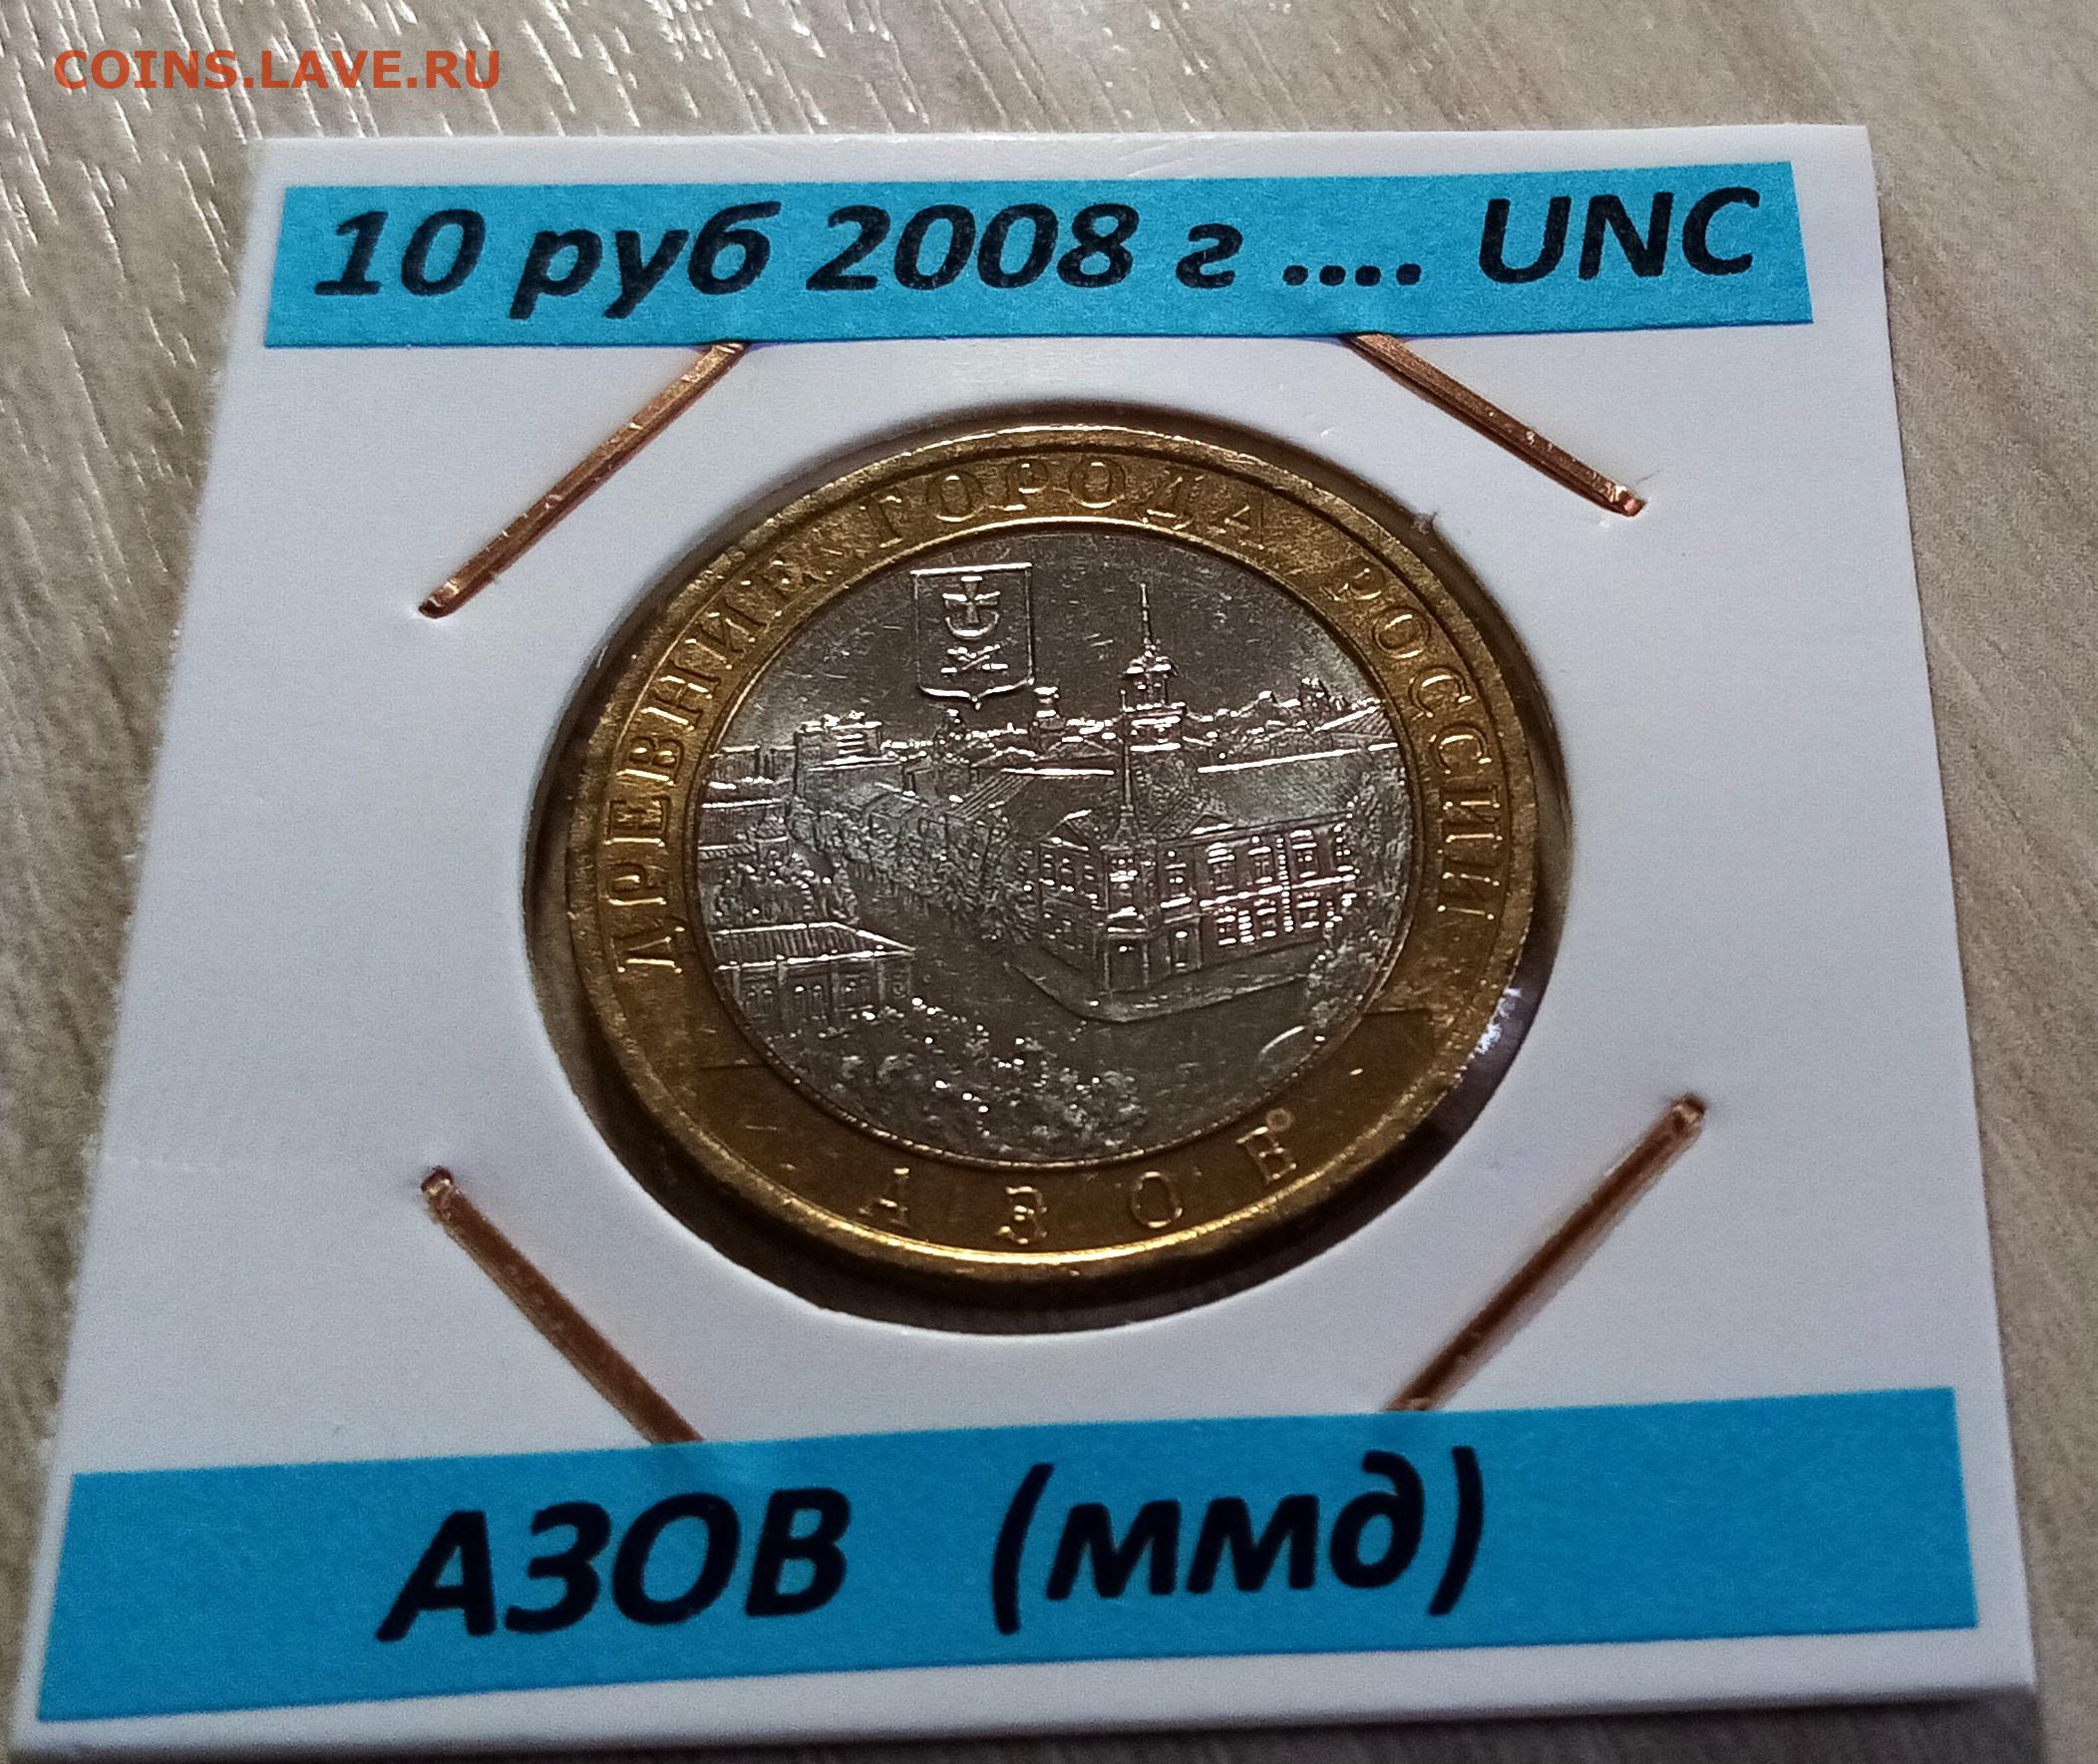 COINS.LAVE.RU
10 руб 2008 г .... UNC
ДРЕВНИЕ ГОРОДА РОССИИ
АЗОВ
АЗОВ (ммд)